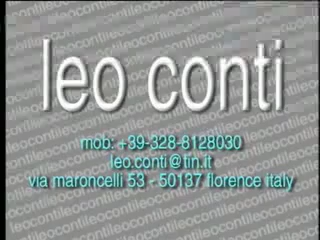 leo conti
mob: +39-328-8128030
leo.conti@tin.it
via maroncelli 53 - 50137 florence italy